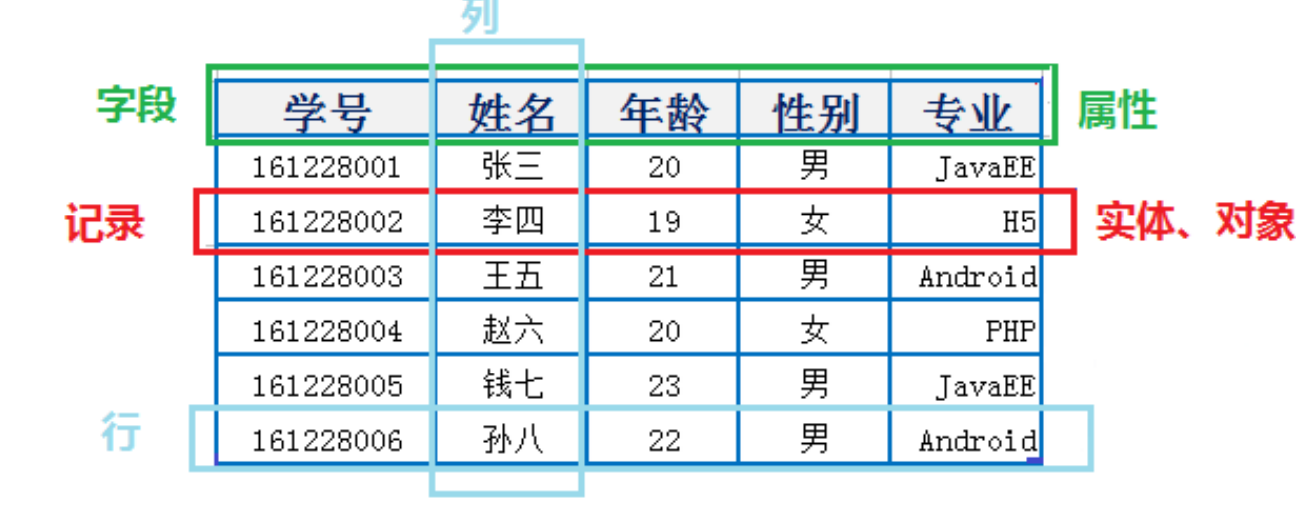 列
字段 学号 姓名 年龄 性别 专业 属性
161228001 张三 20 男 JavaEE
记录 161228002 李四 19 女 H5 实体、对象
161228003 王五 21 男 Android
161228004 赵六 20 女 PHP
161228005 钱七 23 男 JavaEE
行 161228006 孙八 22 男 Android